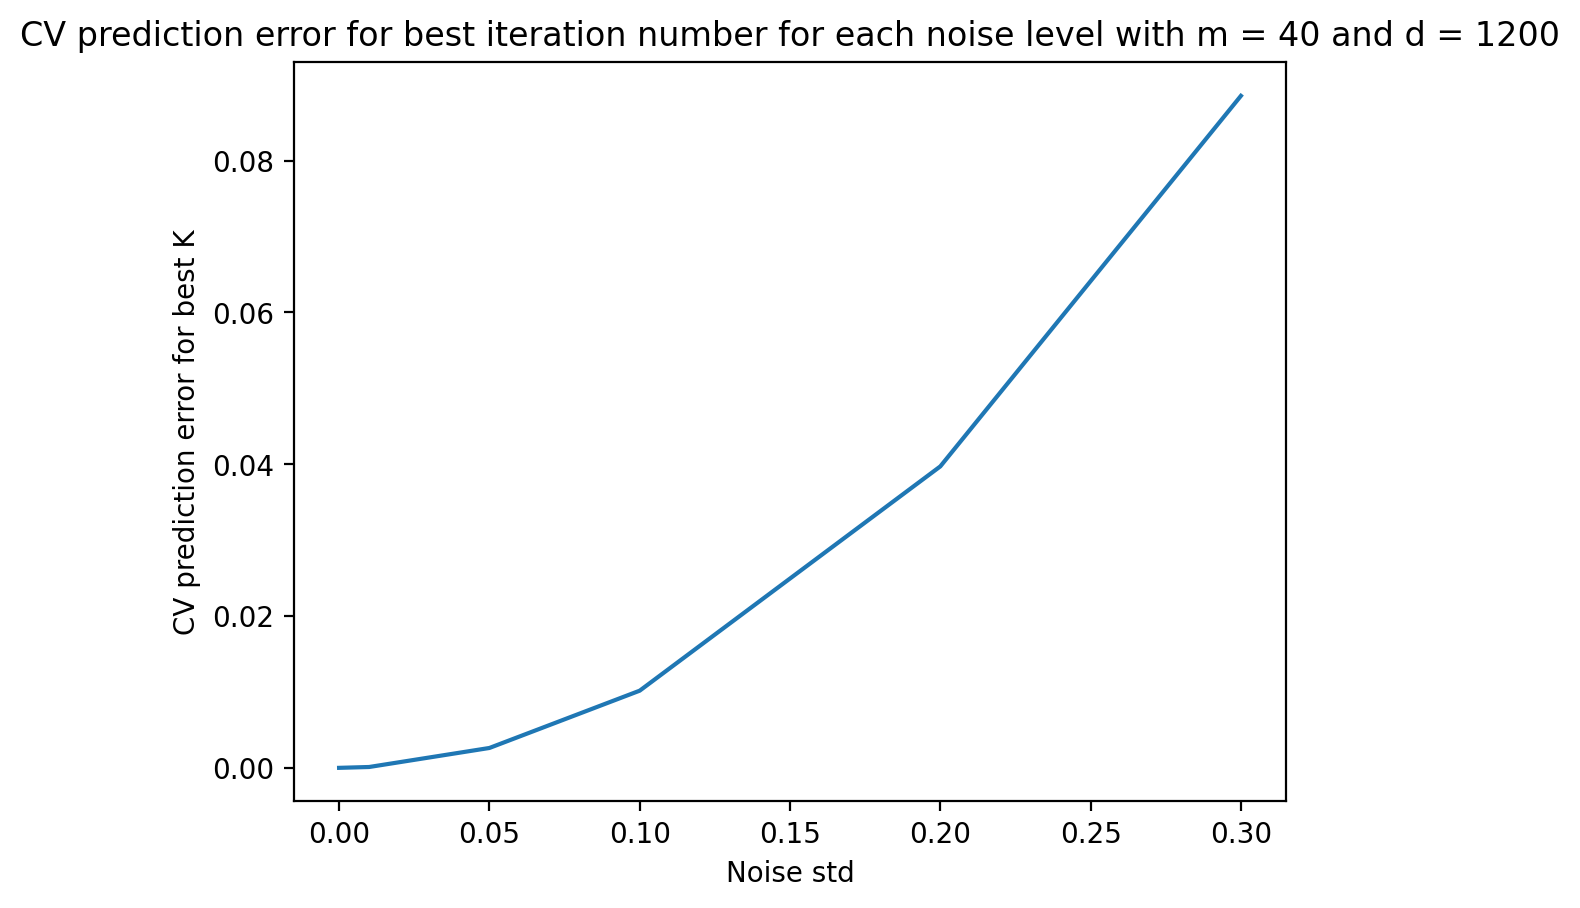 CV prediction error for best iteration number for each noise level with m = 40 and d = 1200
CV prediction error for best K
0.08
0.06
0.04
0.02
0.00
0.00 0.05 0.10 0.15 0.20 0.25 0.30
Noise std